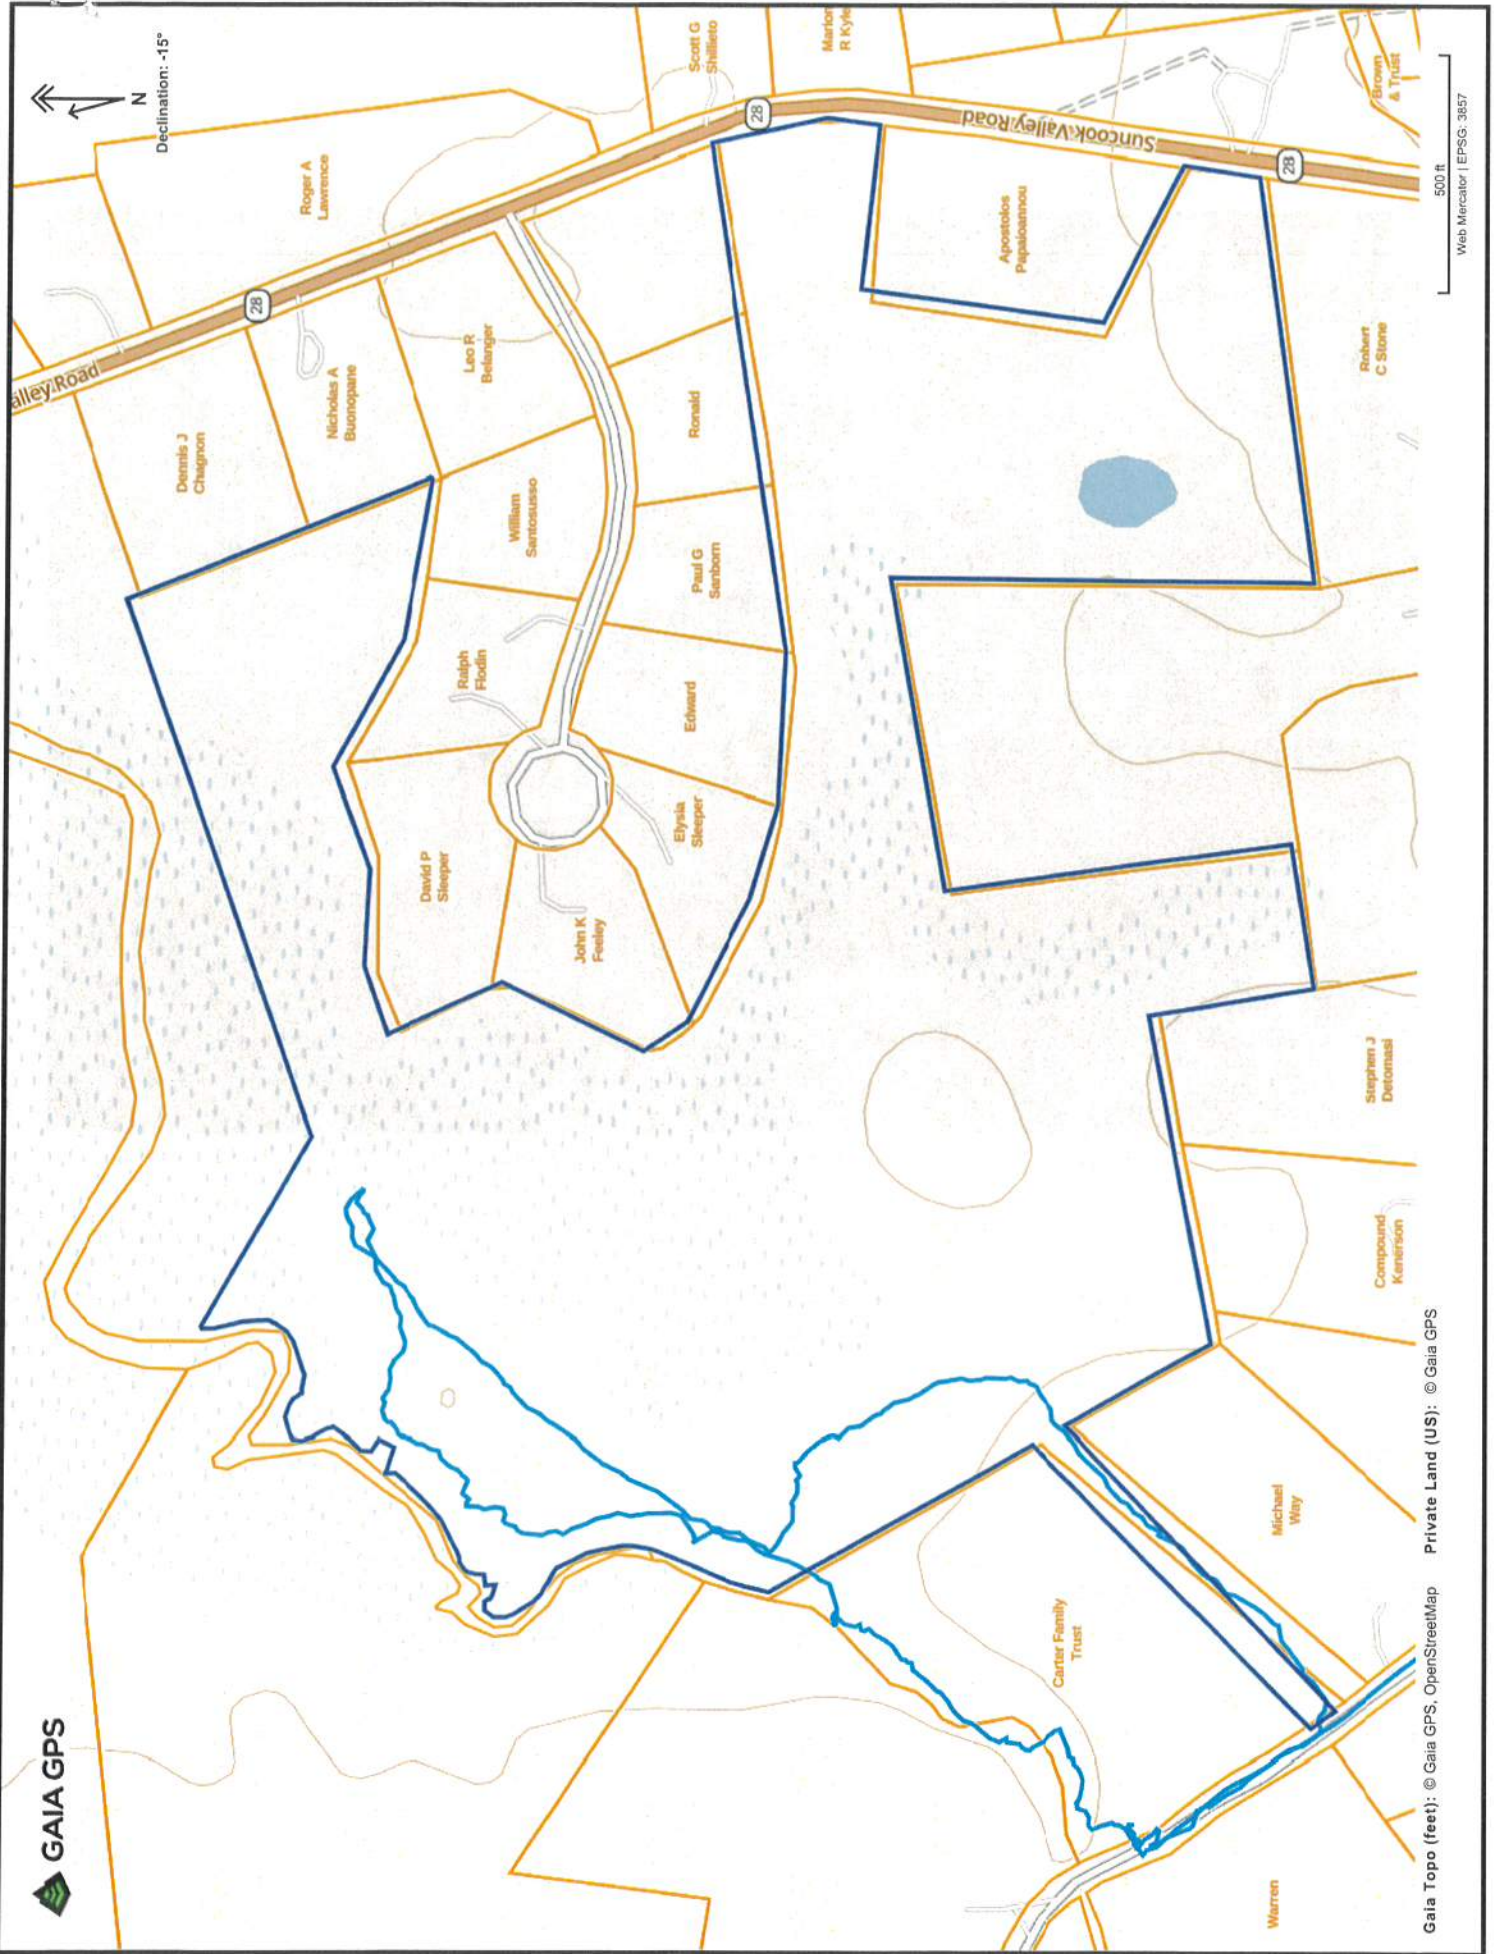 GAIA GPS
N
Declination: -15°
alley Road
28
Roger A
Lawrence
Scott G
Shillieto
Marion
R Kyle
28
Suncook Valley Road
28
Brown
& Trust
Dennis J
Chagnon
Nicholas A
Buonopane
Leo R
Belanger
William
Santosusso
Ronald
Apostolos
Papaioannou
Robert
C Stone
Ralph
Flodin
Paul G
Sanborn
Edward
David P
Sleeper
Elysia
Sleeper
John K
Feeley
Stephen J
Detomasi
Compound
Kenerson
Michael
Way
Carter Family
Trust
Warren
500 ft
Web Mercator | EPSG: 3857
Gaia Topo (feet): © Gaia GPS, OpenStreetMap Private Land (US): © Gaia GPS